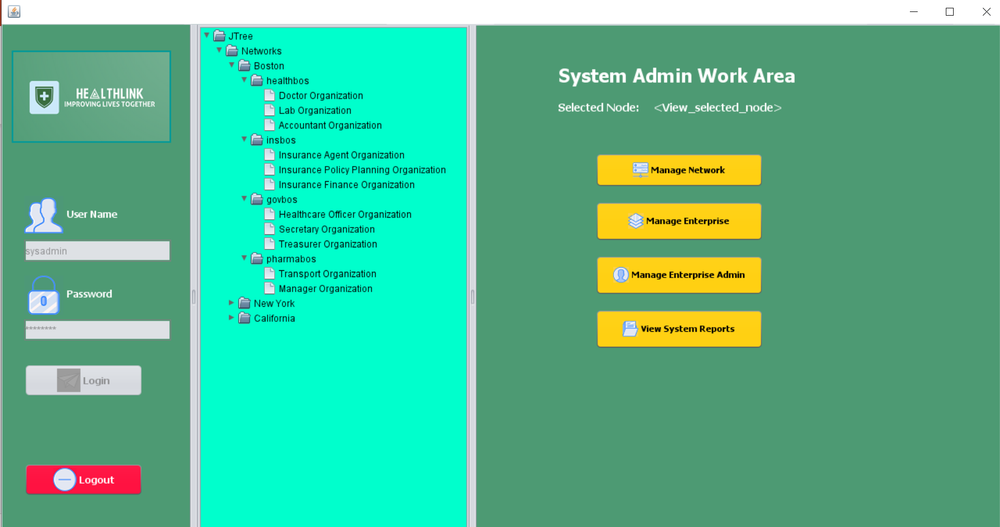 HEALTHLINK
IMPROVING LIVES TOGETHER
User Name
sysadmin
Password
0
********
Login
Logout
JTree
Networks
Boston
healthbos
Doctor Organization
Lab Organization
Accountant Organization
insbos
Insurance Agent Organization
Insurance Policy Planning Organization
Insurance Finance Organization
govbos
Healthcare Officer Organization
Secretary Organization
Treasurer Organization
pharmabos
Transport Organization
Manager Organization
New York
California
System Admin Work Area
Selected Node: <View_selected_node>
Manage Network
Manage Enterprise
Manage Enterprise Admin
View System Reports